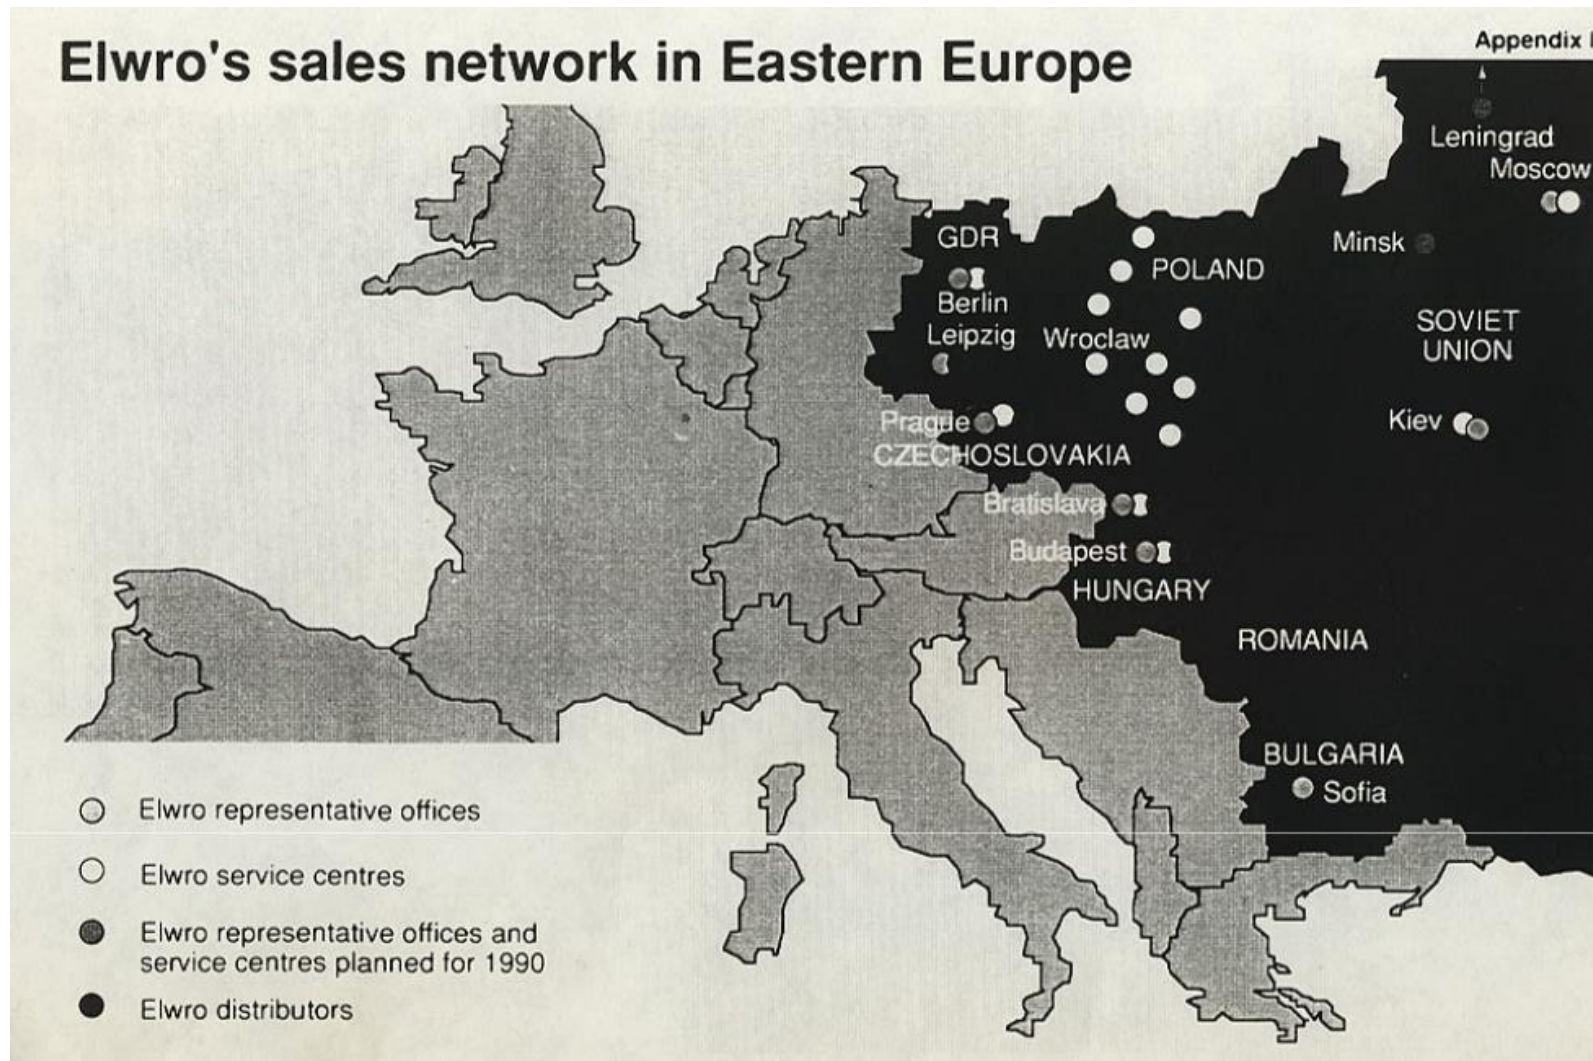 Elwro's sales network in Eastern Europe
Appendix
Leningrad
Moscow
GDR
Minsk
POLAND
Berlin
Leipzig
Wroclaw
SOVIET
UNION
Prague
Kiev
CZECHOSLOVAKIA
Bratislava
Budapest
HUNGARY
ROMANIA
BULGARIA
Sofia
Elwro representative offices
Elwro service centres
Elwro representative offices and
service centres planned for 1990
Elwro distributors